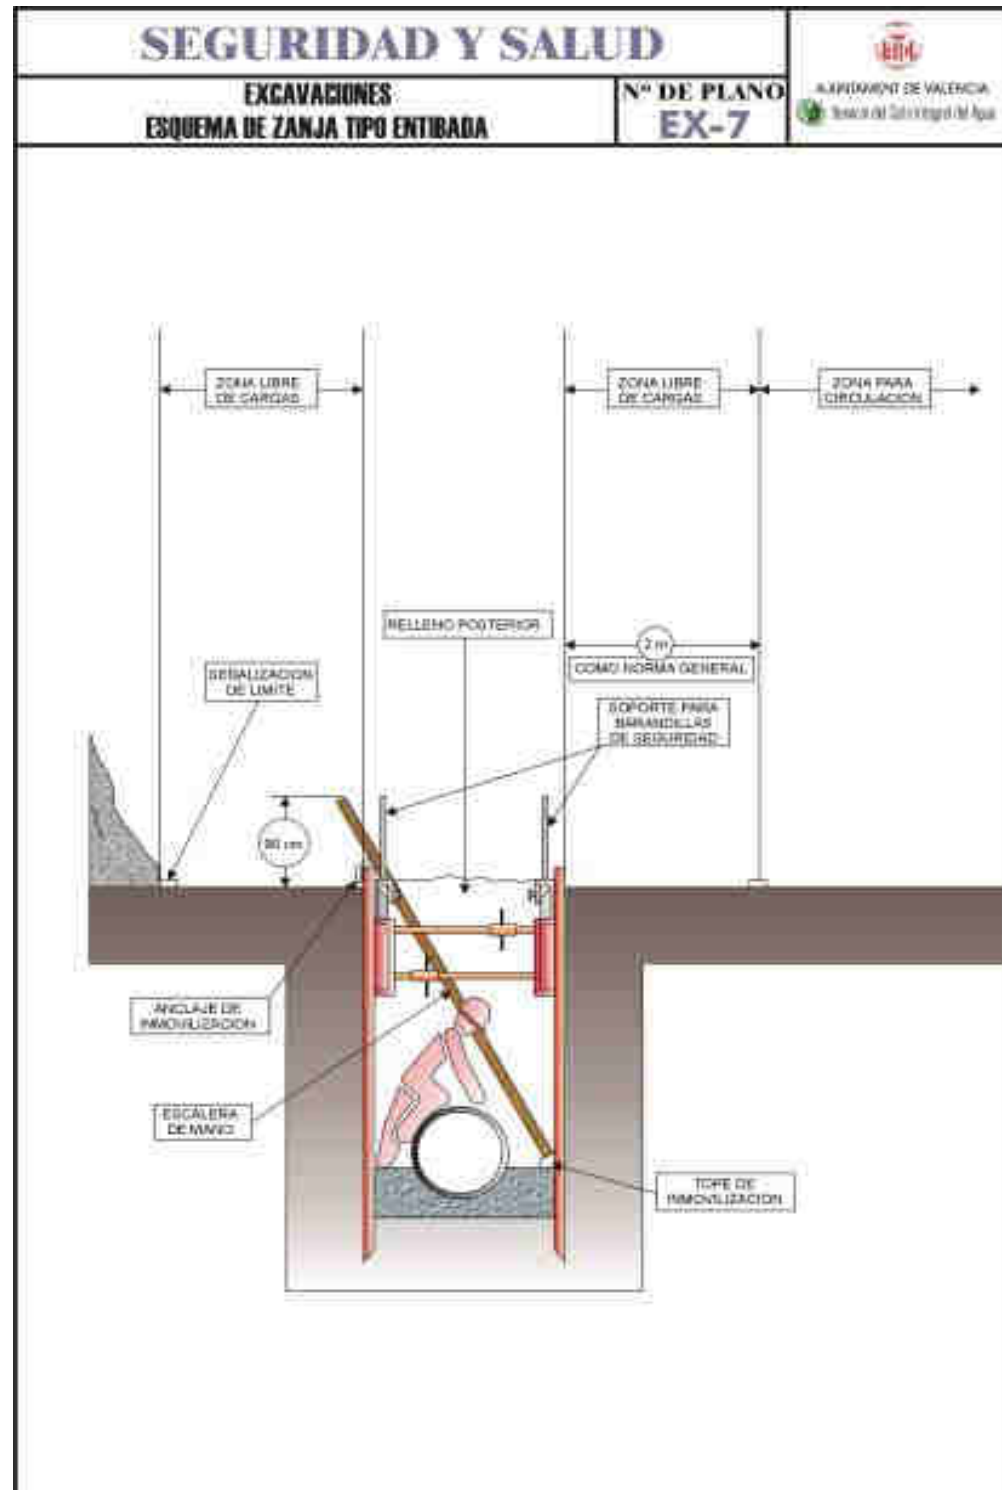 SEGURIDAD Y SALUD
EXCAVACIONES
ESQUEMA DE ZANJA TIPO ENTIBADA
Nº DE PLANO
EX-7
AJUNTAMENT DE VALENCIA
ZONA LIBRE
DE CARGAS
ZONA LIBRE
DE CARGAS
ZONA PARA
CIRCULACION
RELLENO POSTERIOR
2 m
COMO NORMA GENERAL
SEÑALIZACION
DE LIMITE
SOPORTE PARA
BARANDILLAS
DE SEGURIDAD
cm
ANCLAJE DE
INMOVILIZACION
ESCALERA
DE MANO
TOPE DE
INMOVILIZACION